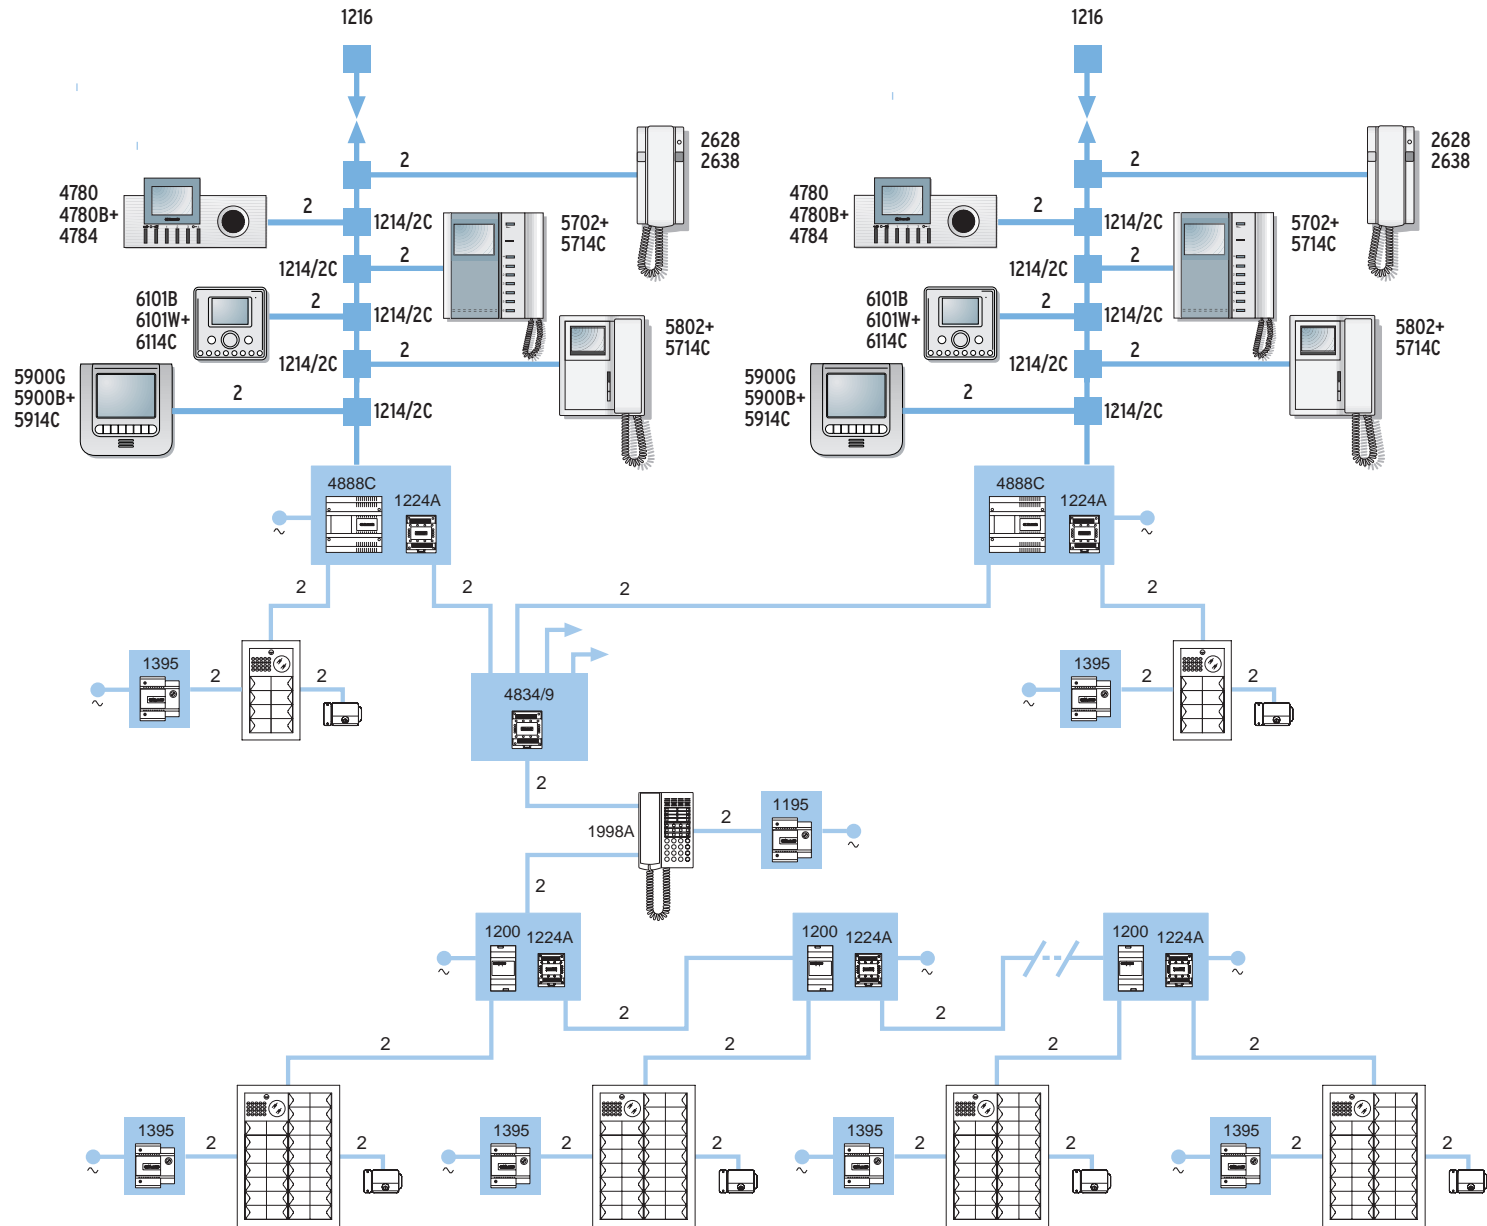 1216
1216
2
2628
2638
2
2628
2638
4780
4780B+
4784
2
1214/2C
5702+
5714C
4780
4780B+
4784
2
1214/2C
5702+
5714C
1214/2C
2
1214/2C
2
6101B
6101W+
6114C
2
1214/2C
6101B
6101W+
6114C
2
1214/2C
1214/2C
2
5802+
5714C
1214/2C
2
5802+
5714C
5900G
5900B+
5914C
2
1214/2C
5900G
5900B+
5914C
2
1214/2C
4888C
1224A
~
4888C
1224A
~
2
2
2
2
1395
~
2
2
4834/9
1395
~
2
2
2
1998A
2
1195
~
2
1200
1224A
~
1200
1224A
~
1200
1224A
~
2
2
2
2
2
2
1395
~
2
2
1395
~
2
2
1395
~
2
2
1395
~
2
2